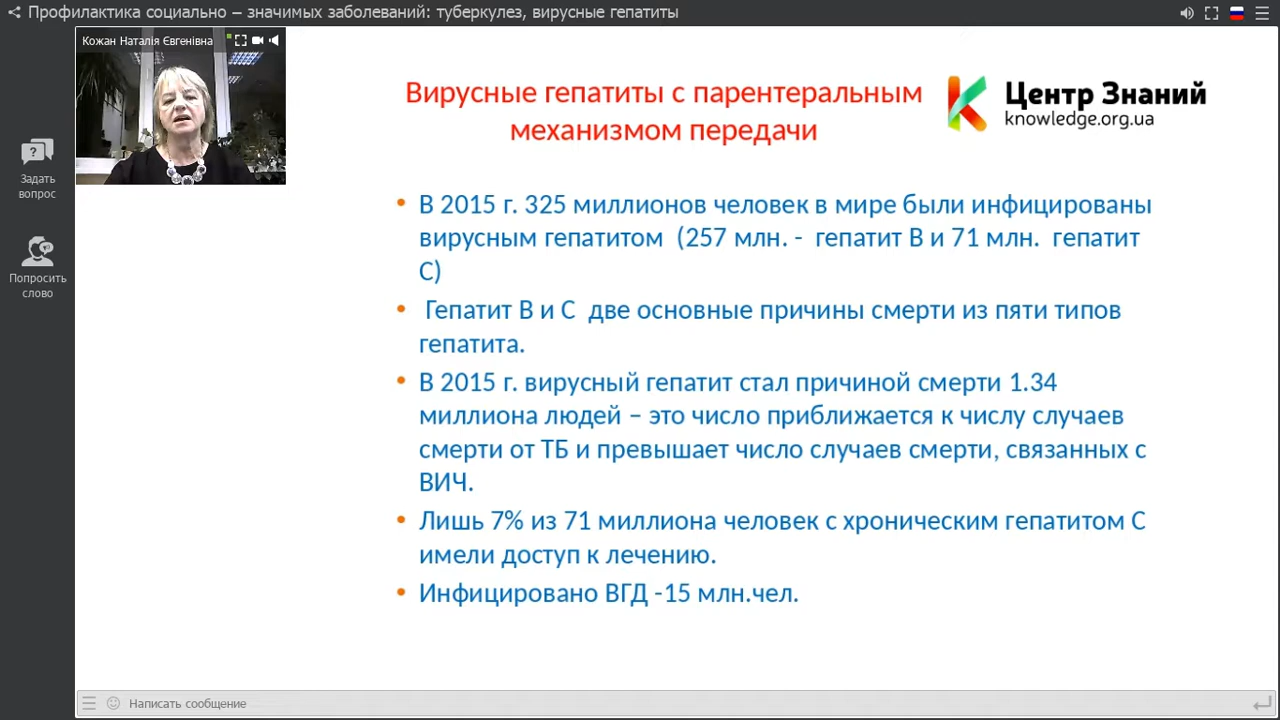 Профилактика социально – значимых заболеваний: туберкулез, вирусные гепатиты
Кожан Наталія Євгенівна
Задать
вопрос
Попросить
слово
Вирусные гепатиты с парентеральным
механизмом передачи
Центр Знаний
knowledge.org.ua
• В 2015 г. 325 миллионов человек в мире были инфицированы
вирусным гепатитом (257 млн. - гепатит В и 71 млн. гепатит
С)
• Гепатит В и С две основные причины смерти из пяти типов
гепатита.
• В 2015 г. вирусный гепатит стал причиной смерти 1.34
миллиона людей – это число приближается к числу случаев
смерти от ТБ и превышает число случаев смерти, связанных с
ВИЧ.
• Лишь 7% из 71 миллиона человек с хроническим гепатитом С
имели доступ к лечению.
• Инфицировано ВГД -15 млн.чел.
Написать сообщение